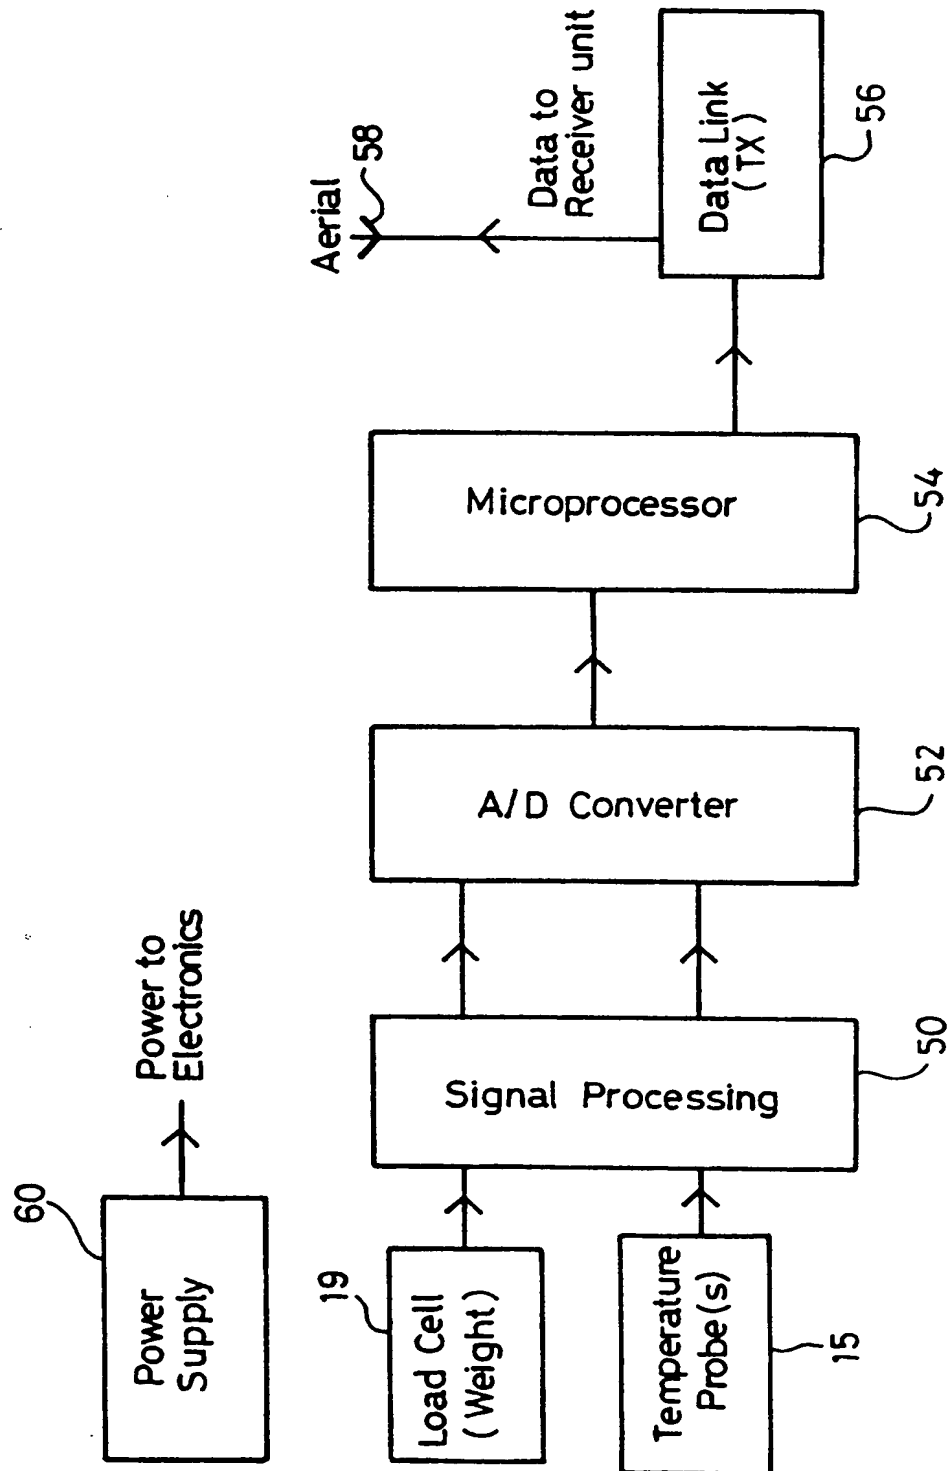 60
Power
Supply
Power to
Electronics
19
Load Cell
(Weight)
Temperature
Probe(s)
15
Signal Processing
50
A/D Converter
52
Microprocessor
54
Aerial
58
Data to
Receiver unit
Data Link
(TX)
56